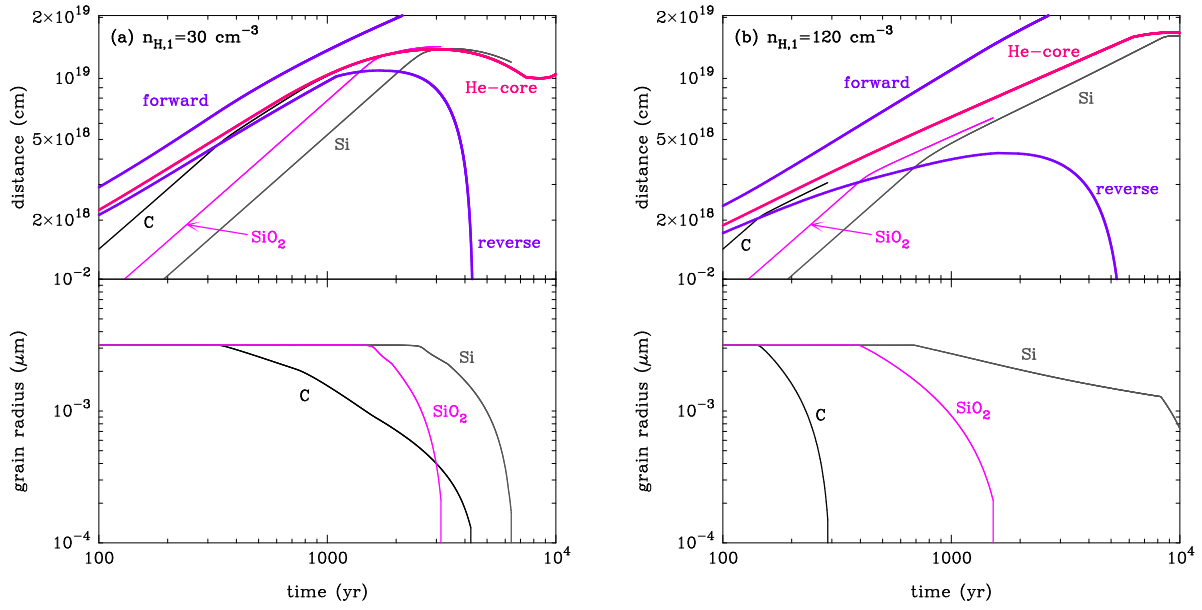 (a) n_H,1=30 cm^−3
forward
He−core
Si
C
SiO₂
reverse
distance (cm)
2×10^19
10^19
5×10^18
2×10^18
10^−2
C
Si
SiO₂
grain radius (μm)
10^−3
10^−4
100
1000
10^4
time (yr)
(b) n_H,1=120 cm^−3
He−core
forward
Si
reverse
SiO₂
C
distance (cm)
2×10^19
10^19
5×10^18
2×10^18
10^−2
Si
C
SiO₂
grain radius (μm)
10^−3
10^−4
100
1000
10^4
time (yr)